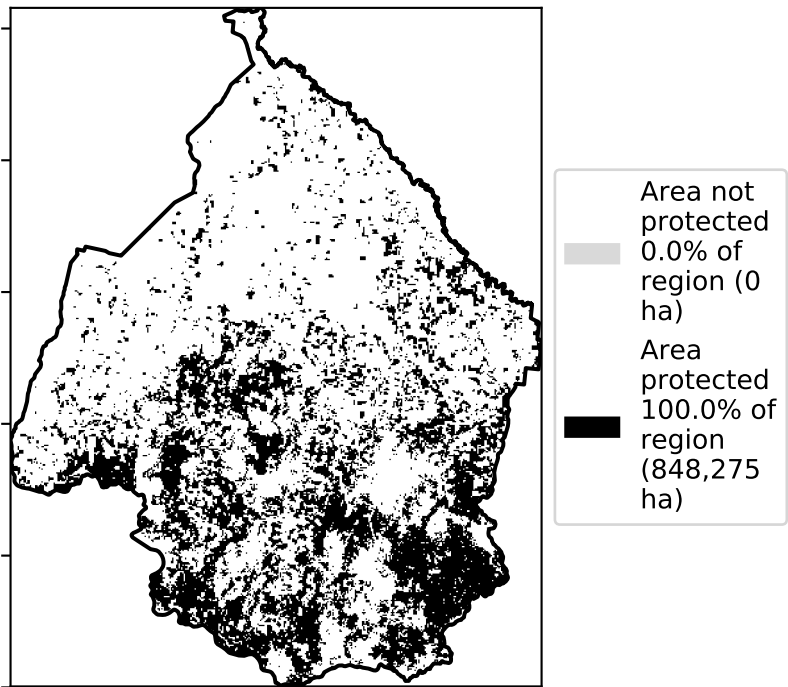 Area not
protected
0.0% of
region (0
ha)
Area
protected
100.0% of
region
(848,275
ha)